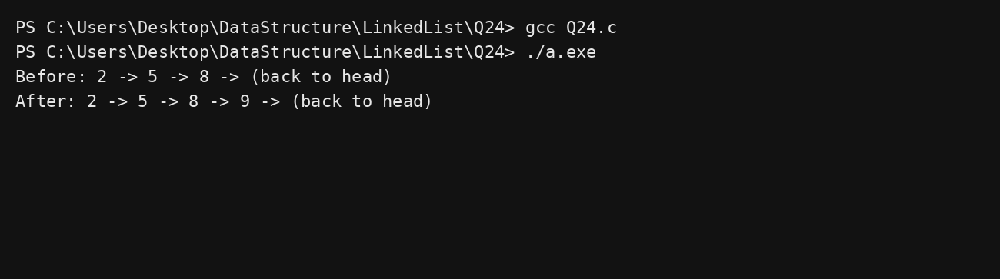 PS C:\Users\Desktop\DataStructure\LinkedList\Q24> gcc Q24.c
PS C:\Users\Desktop\DataStructure\LinkedList\Q24> ./a.exe
Before: 2 -> 5 -> 8 -> (back to head)
After: 2 -> 5 -> 8 -> 9 -> (back to head)